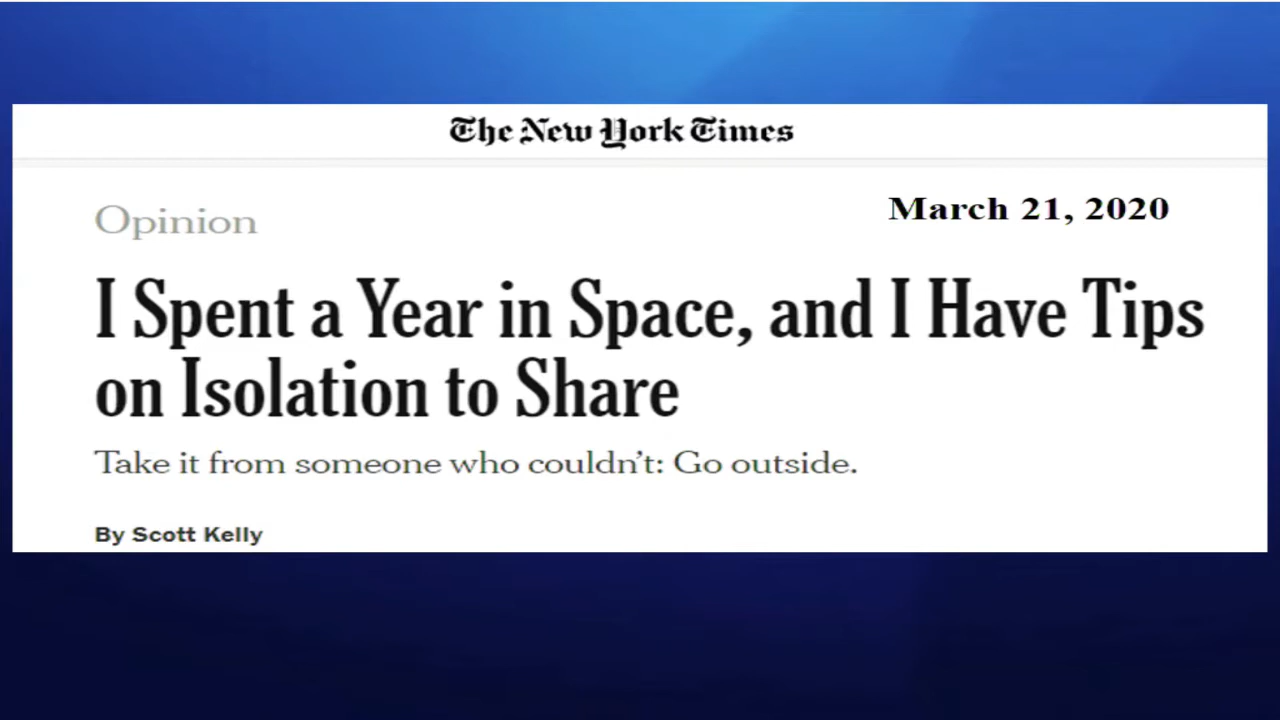 The New York Times
Opinion
March 21, 2020
I Spent a Year in Space, and I Have Tips
on Isolation to Share
Take it from someone who couldn't: Go outside.
By Scott Kelly